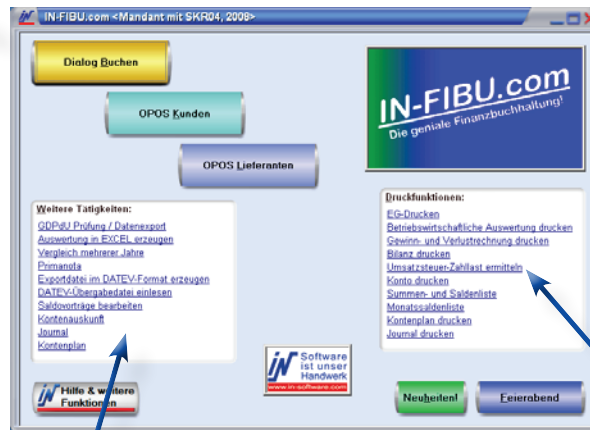 IN-FIBU.com <Mandant mit SKR04, 2008>
Dialog Buchen
OPOS Kunden
OPOS Lieferanten
IN-FIBU.com
Die geniale Finanzbuchhaltung!
Weitere Tätigkeiten:
GDPdU Prüfung / Datenexport
Auswertung in EXCEL erzeugen
Vergleich mehrerer Jahre
Primanota
Exportdatei im DATEV-Format erzeugen
DATEV-Übergabedatei einlesen
Saldovorträge bearbeiten
Kontenauskunft
Journal
Kontenplan
Druckfunktionen:
EG-Drucken
Betriebswirtschaftliche Auswertung drucken
Gewinn- und Verlustrechnung drucken
Bilanz drucken
Umsatzsteuer-Zahllast ermitteln
Konto drucken
Summen- und Saldenliste
Monatssaldenliste
Kontenplan drucken
Journal drucken
iN Software
ist unser
Handwerk
www.in-software.com
iN Hilfe & weitere
Funktionen
Neuheiten!
Feierabend